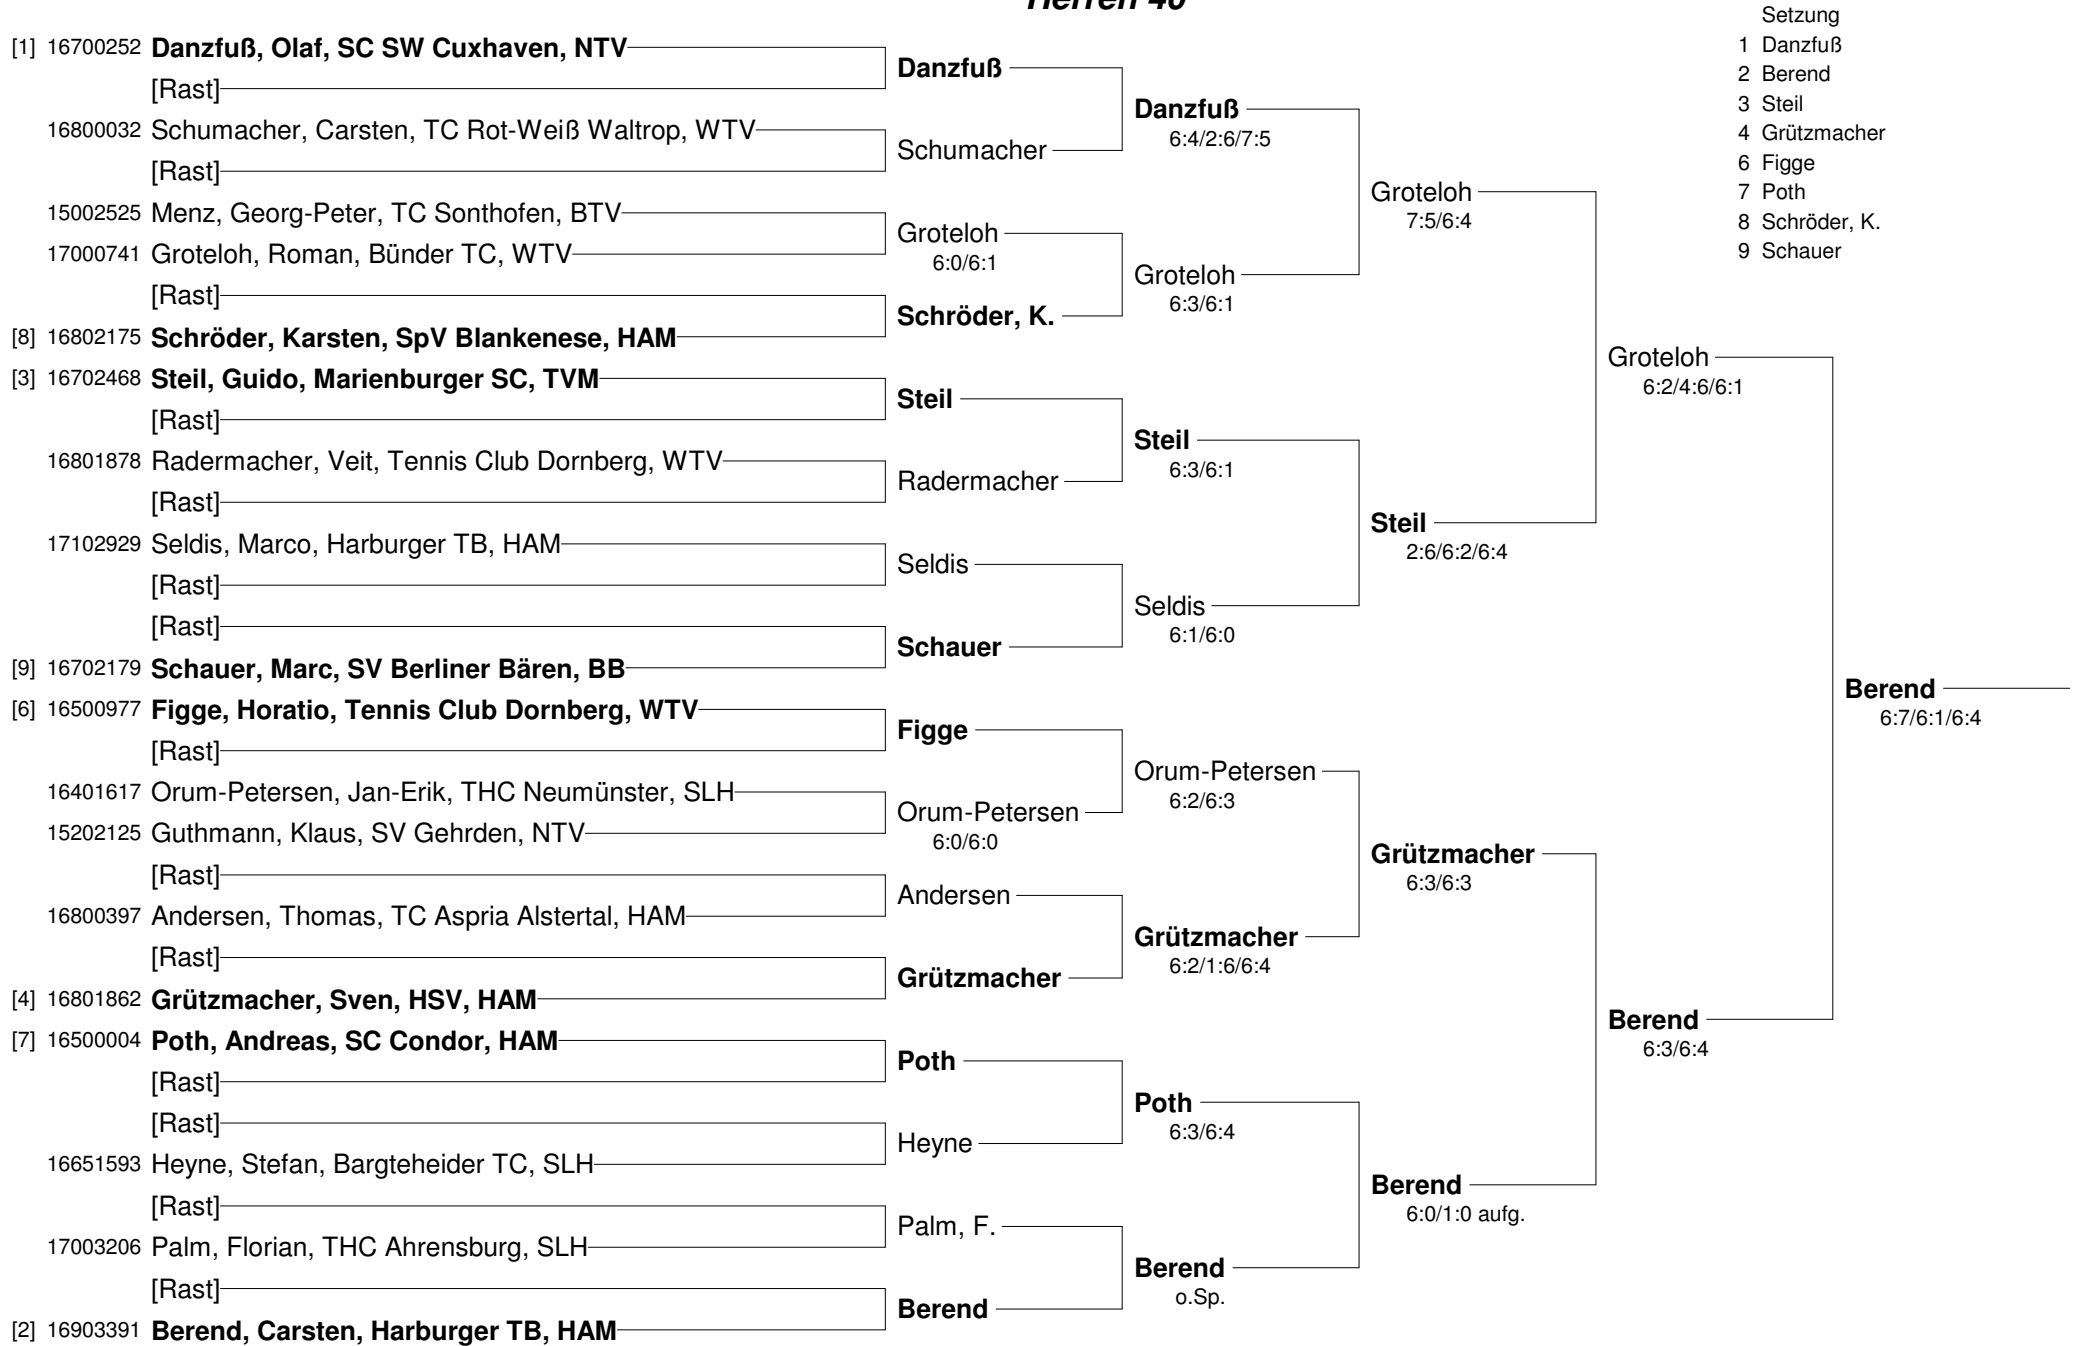 Herren 40
Setzung
1 Danzfuß
2 Berend
3 Steil
4 Grützmacher
6 Figge
7 Poth
8 Schröder, K.
9 Schauer
[1] 16700252 Danzfuß, Olaf, SC SW Cuxhaven, NTV
[Rast]
16800032 Schumacher, Carsten, TC Rot-Weiß Waltrop, WTV
[Rast]
15002525 Menz, Georg-Peter, TC Sonthofen, BTV
17000741 Groteloh, Roman, Bünder TC, WTV
[Rast]
[8] 16802175 Schröder, Karsten, SpV Blankenese, HAM
[3] 16702468 Steil, Guido, Marienburger SC, TVM
[Rast]
16801878 Radermacher, Veit, Tennis Club Dornberg, WTV
[Rast]
17102929 Seldis, Marco, Harburger TB, HAM
[Rast]
[Rast]
[9] 16702179 Schauer, Marc, SV Berliner Bären, BB
[6] 16500977 Figge, Horatio, Tennis Club Dornberg, WTV
[Rast]
16401617 Orum-Petersen, Jan-Erik, THC Neumünster, SLH
15202125 Guthmann, Klaus, SV Gehrden, NTV
[Rast]
16800397 Andersen, Thomas, TC Aspria Alstertal, HAM
[Rast]
[4] 16801862 Grützmacher, Sven, HSV, HAM
[7] 16500004 Poth, Andreas, SC Condor, HAM
[Rast]
[Rast]
16651593 Heyne, Stefan, Bargteheider TC, SLH
[Rast]
17003206 Palm, Florian, THC Ahrensburg, SLH
[Rast]
[2] 16903391 Berend, Carsten, Harburger TB, HAM
Danzfuß
Schumacher
Groteloh
6:0/6:1
Schröder, K.
Steil
Radermacher
Seldis
Schauer
Figge
Orum-Petersen
6:0/6:0
Andersen
Grützmacher
Poth
Heyne
Palm, F.
Berend
Danzfuß
6:4/2:6/7:5
Groteloh
6:3/6:1
Steil
6:3/6:1
Seldis
6:1/6:0
Orum-Petersen
6:2/6:3
Grützmacher
6:2/1:6/6:4
Poth
6:3/6:4
Berend
o.Sp.
Groteloh
7:5/6:4
Steil
2:6/6:2/6:4
Grützmacher
6:3/6:3
Berend
6:0/1:0 aufg.
Groteloh
6:2/4:6/6:1
Berend
6:3/6:4
Berend
6:7/6:1/6:4